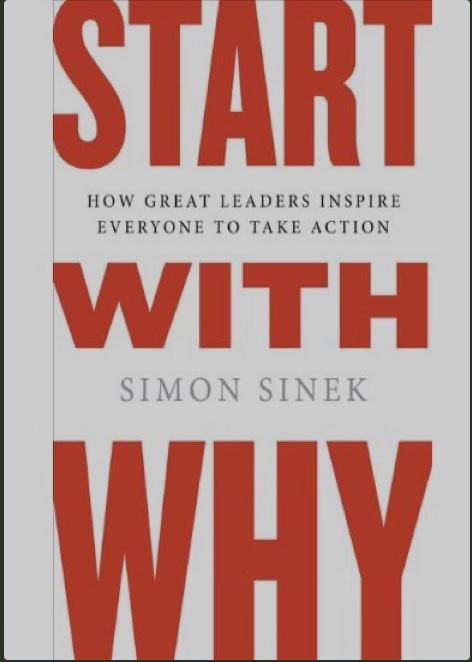 START
HOW GREAT LEADERS INSPIRE
EVERYONE TO TAKE ACTION
WITH
SIMON SINEK
WHY